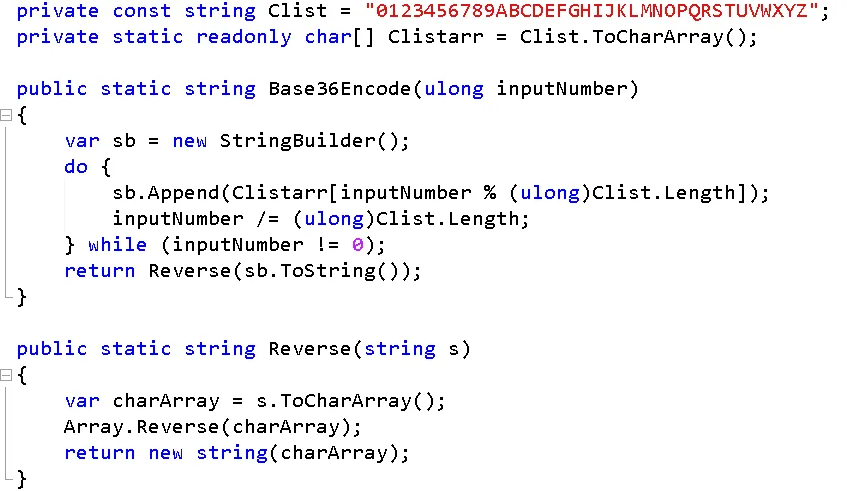 private const string Clist = "0123456789ABCDEFGHIJKLMNOPQRSTUVWXYZ";
private static readonly char[] Clistarr = Clist.ToCharArray();

public static string Base36Encode(ulong inputNumber)
{
    var sb = new StringBuilder();
    do {
        sb.Append(Clistarr[inputNumber % (ulong)Clist.Length]);
        inputNumber /= (ulong)Clist.Length;
    } while (inputNumber != 0);
    return Reverse(sb.ToString());
}

public static string Reverse(string s)
{
    var charArray = s.ToCharArray();
    Array.Reverse(charArray);
    return new string(charArray);
}